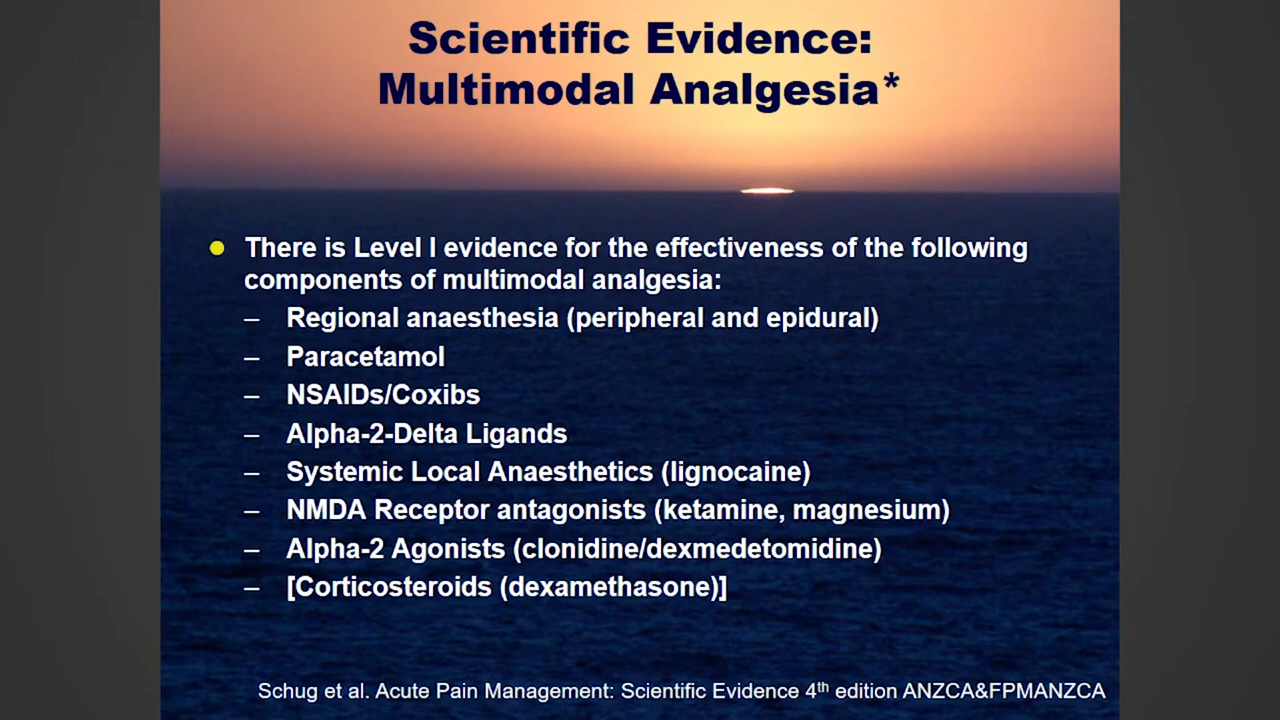 Scientific Evidence:
Multimodal Analgesia*
There is Level I evidence for the effectiveness of the following
components of multimodal analgesia:
– Regional anaesthesia (peripheral and epidural)
– Paracetamol
– NSAIDs/Coxibs
– Alpha-2-Delta Ligands
– Systemic Local Anaesthetics (lignocaine)
– NMDA Receptor antagonists (ketamine, magnesium)
– Alpha-2 Agonists (clonidine/dexmedetomidine)
– [Corticosteroids (dexamethasone)]
Schug et al. Acute Pain Management: Scientific Evidence 4th edition ANZCA&FPMANZCA